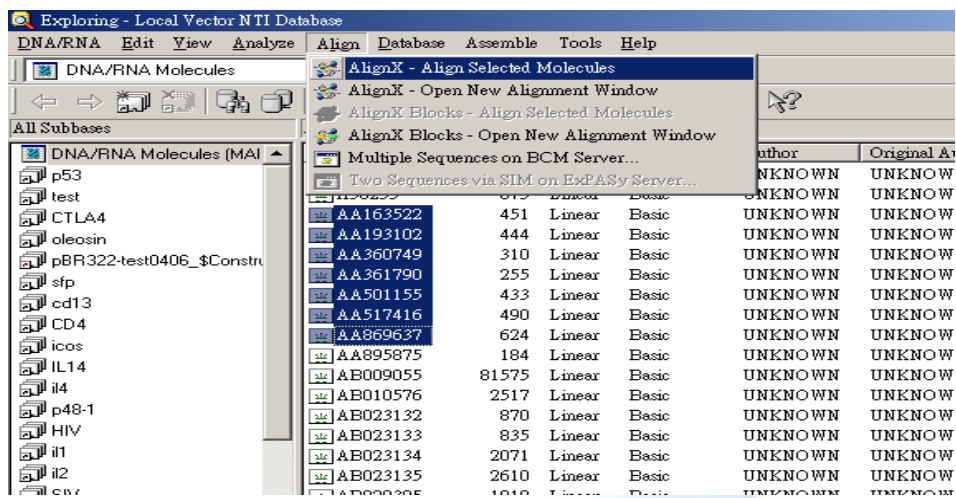 Exploring - Local Vector NTI Database
DNA/RNA Edit View Analyze Align Database Assemble Tools Help
DNA/RNA Molecules
AlignX - Align Selected Molecules
AlignX - Open New Alignment Window
AlignX Blocks - Align Selected Molecules
AlignX Blocks - Open New Alignment Window
Multiple Sequences on BCM Server...
Two Sequences via SIM on ExPASy Server...
All Subbases
DNA/RNA Molecules (MAI
p53
test
CTLA4
oleosin
pBR322-test0406_$Constru
sfp
cd13
CD4
icos
IL14
il4
p48-1
HIV
il1
il2
SIV
uthor Original Au
UNKNOWN UNKNOW
UNKNOWN UNKNOW
AA163522 451 Linear Basic UNKNOWN UNKNOW
AA193102 444 Linear Basic UNKNOWN UNKNOW
AA360749 310 Linear Basic UNKNOWN UNKNOW
AA361790 255 Linear Basic UNKNOWN UNKNOW
AA501155 433 Linear Basic UNKNOWN UNKNOW
AA517416 490 Linear Basic UNKNOWN UNKNOW
AA869637 624 Linear Basic UNKNOWN UNKNOW
AA895875 184 Linear Basic UNKNOWN UNKNOW
AB009055 81575 Linear Basic UNKNOWN UNKNOW
AB010576 2517 Linear Basic UNKNOWN UNKNOW
AB023132 870 Linear Basic UNKNOWN UNKNOW
AB023133 835 Linear Basic UNKNOWN UNKNOW
AB023134 2071 Linear Basic UNKNOWN UNKNOW
AB023135 2610 Linear Basic UNKNOWN UNKNOW
UNKNOWN UNKNOW